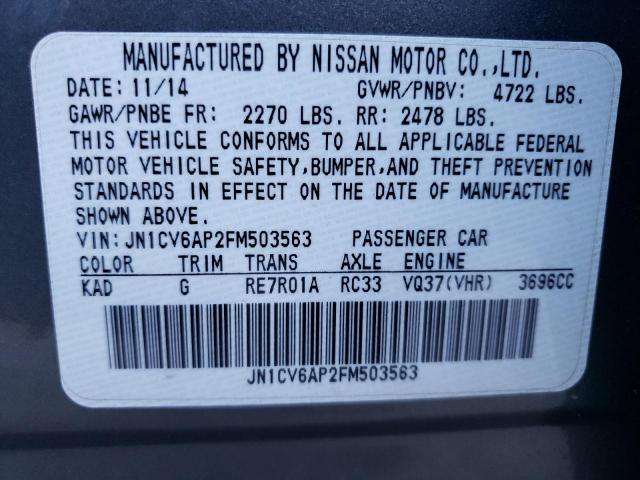 MANUFACTURED BY NISSAN MOTOR CO.,LTD.
DATE: 11/14 GVWR/PNBV: 4722 LBS.
GAWR/PNBE FR: 2270 LBS. RR: 2478 LBS.
THIS VEHICLE CONFORMS TO ALL APPLICABLE FEDERAL
MOTOR VEHICLE SAFETY,BUMPER,AND THEFT PREVENTION
STANDARDS IN EFFECT ON THE DATE OF MANUFACTURE
SHOWN ABOVE.
VIN:JN1CV6AP2FM503563 PASSENGER CAR
COLOR TRIM TRANS AXLE ENGINE
KAD G RE7R01A RC33 VQ37(VHR) 3696CC
JN1CV6AP2FM503563